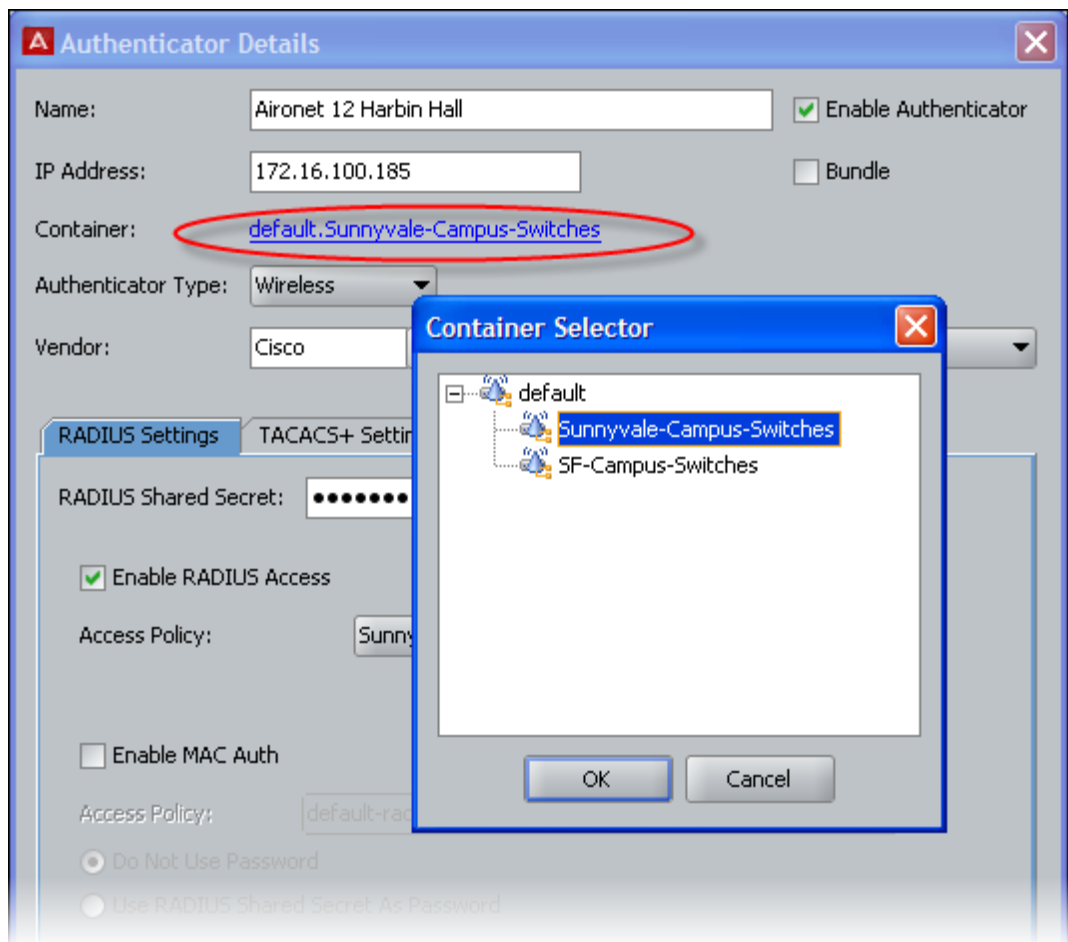 Authenticator Details
Name: Aironet 12 Harbin Hall Enable Authenticator
IP Address: 172.16.100.185 Bundle
Container: default.Sunnyvale-Campus-Switches
Authenticator Type: Wireless
Container Selector
Vendor: Cisco
default
Sunnyvale-Campus-Switches
SF-Campus-Switches
RADIUS Settings TACACS+
RADIUS Shared Secret: •••••••
Enable RADIUS Access
Access Policy:
Enable MAC Auth
OK Cancel
Access Policy:
Do Not Use Password
Use RADIUS Shared Secret As Password